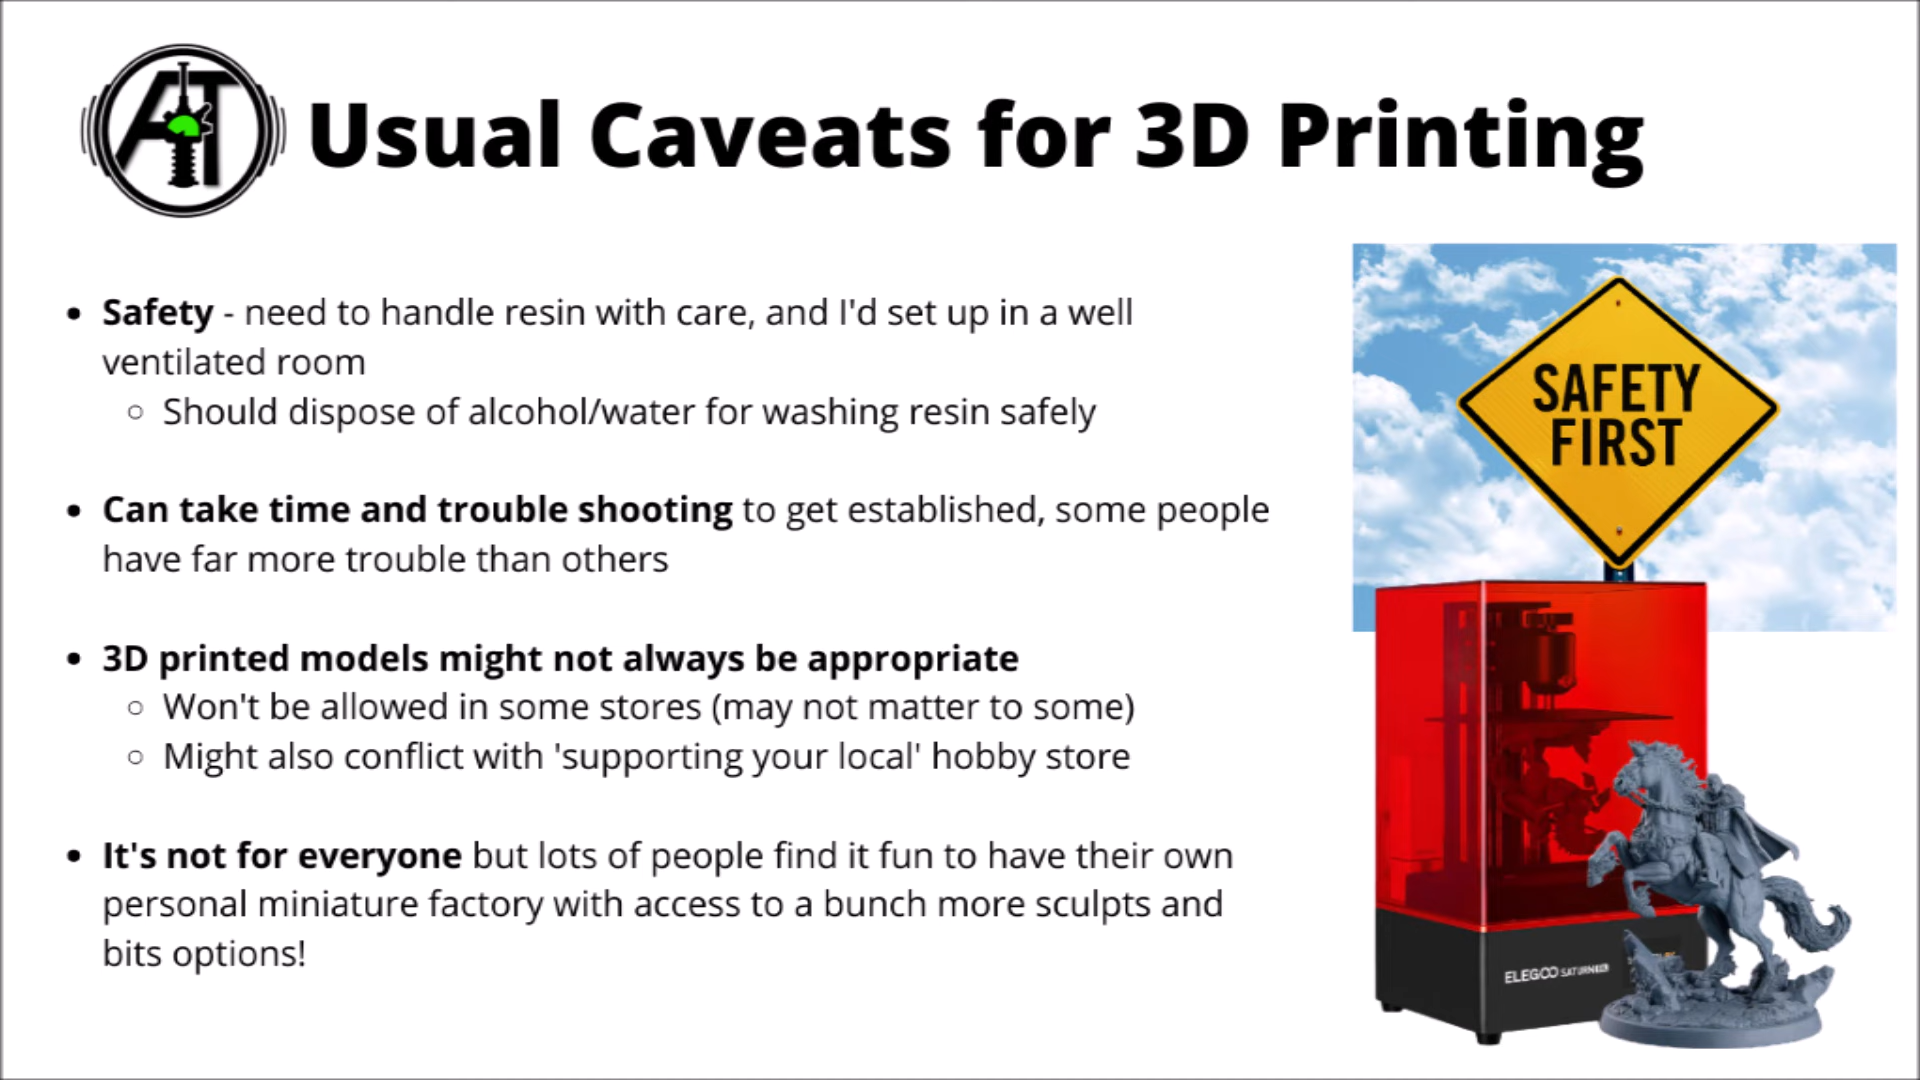 AT
Usual Caveats for 3D Printing
• Safety - need to handle resin with care, and I'd set up in a well
ventilated room
○ Should dispose of alcohol/water for washing resin safely
• Can take time and trouble shooting to get established, some people
have far more trouble than others
• 3D printed models might not always be appropriate
○ Won't be allowed in some stores (may not matter to some)
○ Might also conflict with 'supporting your local' hobby store
• It's not for everyone but lots of people find it fun to have their own
personal miniature factory with access to a bunch more sculpts and
bits options!
SAFETY
FIRST
ELEGOO SATURN